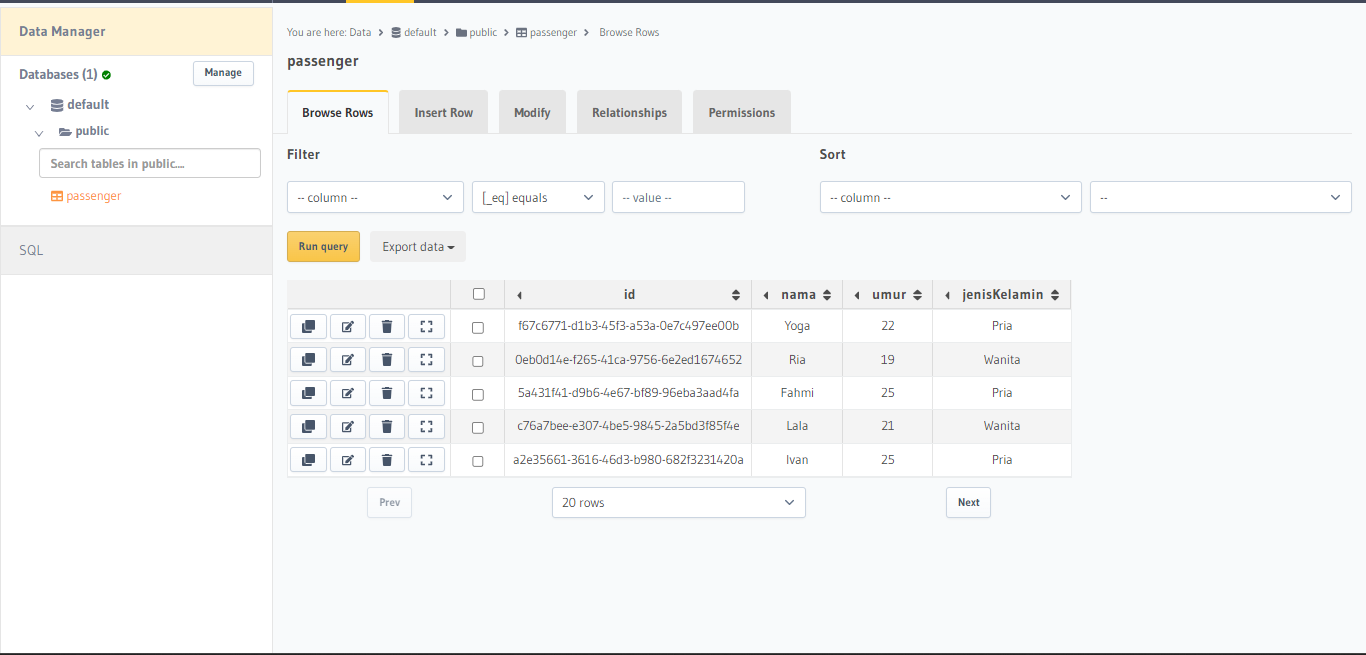 Data Manager
Databases (1)
Manage
default
public
Search tables in public....
passenger
SQL
You are here: Data > default > public > passenger > Browse Rows
passenger
Browse Rows
Insert Row
Modify
Relationships
Permissions
Filter
Sort
-- column --
[_eq] equals
-- value --
-- column --
--
Run query
Export data
id nama umur jenisKelamin
f67c6771-d1b3-45f3-a53a-0e7c497ee00b Yoga 22 Pria
0eb0d14e-f265-41ca-9756-6e2ed1674652 Ria 19 Wanita
5a431f41-d9b6-4e67-bf89-96eba3aad4fa Fahmi 25 Pria
c76a7bee-e307-4be5-9845-2a5bd3f85f4e Lala 21 Wanita
a2e35661-3616-46d3-b980-682f3231420a Ivan 25 Pria
Prev
20 rows
Next